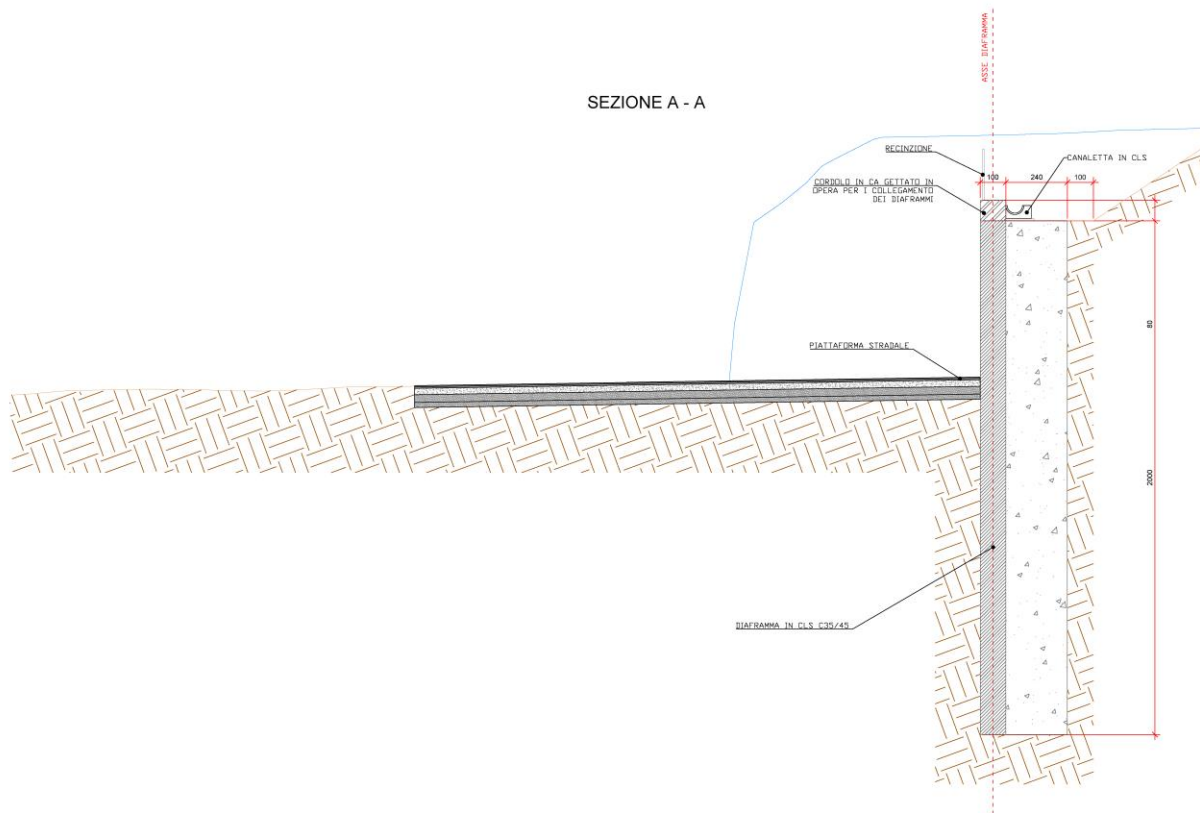 ASSE DIAFRAMMA
SEZIONE A - A
RECINZIONE
CANALETTA IN CLS
100
240
100
CORDOLO IN CA GETTATO IN
OPERA PER I COLLEGAMENTO
DEI DIAFRAMMI
80
PIATTAFORMA STRADALE
2000
DIAFRAMMA IN CLS C35/45